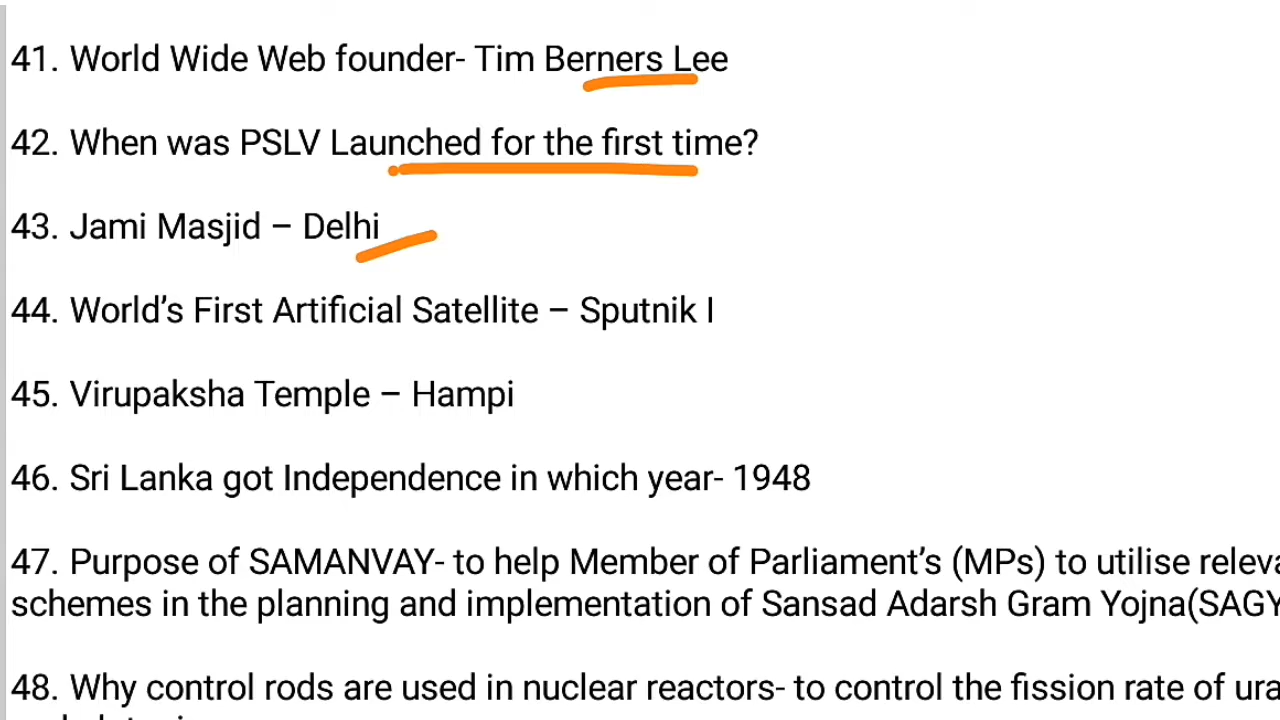 41. World Wide Web founder- Tim Berners Lee
42. When was PSLV Launched for the first time?
43. Jami Masjid – Delhi
44. World's First Artificial Satellite – Sputnik I
45. Virupaksha Temple – Hampi
46. Sri Lanka got Independence in which year- 1948
47. Purpose of SAMANVAY- to help Member of Parliament's (MPs) to utilise
schemes in the planning and implementation of Sansad Adarsh Gram Yojna(SAGY
48. Why control rods are used in nuclear reactors- to control the fission rate of